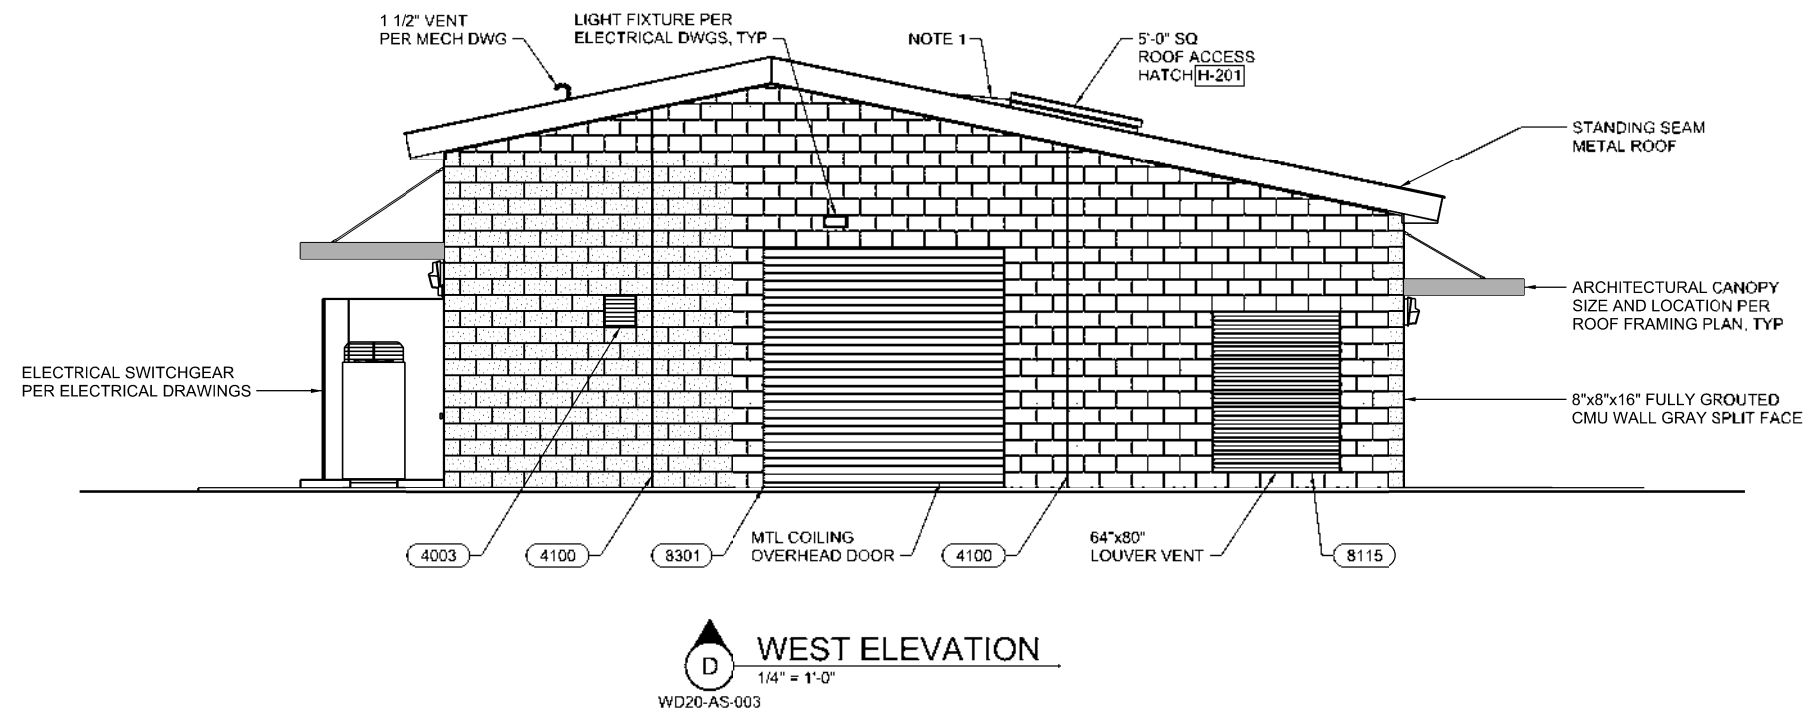 1 1/2" VENT
PER MECH DWG
LIGHT FIXTURE PER
ELECTRICAL DWGS, TYP
NOTE 1
5'-0" SQ
ROOF ACCESS
HATCH H-201
STANDING SEAM
METAL ROOF
ARCHITECTURAL CANOPY
SIZE AND LOCATION PER
ROOF FRAMING PLAN, TYP
ELECTRICAL SWITCHGEAR
PER ELECTRICAL DRAWINGS
8"x8"x16" FULLY GROUTED
CMU WALL GRAY SPLIT FACE
4003
4100
8301
MTL COILING
OVERHEAD DOOR
4100
64"x80"
LOUVER VENT
8115
D
WEST ELEVATION
1/4" = 1'-0"
WD20-AS-003